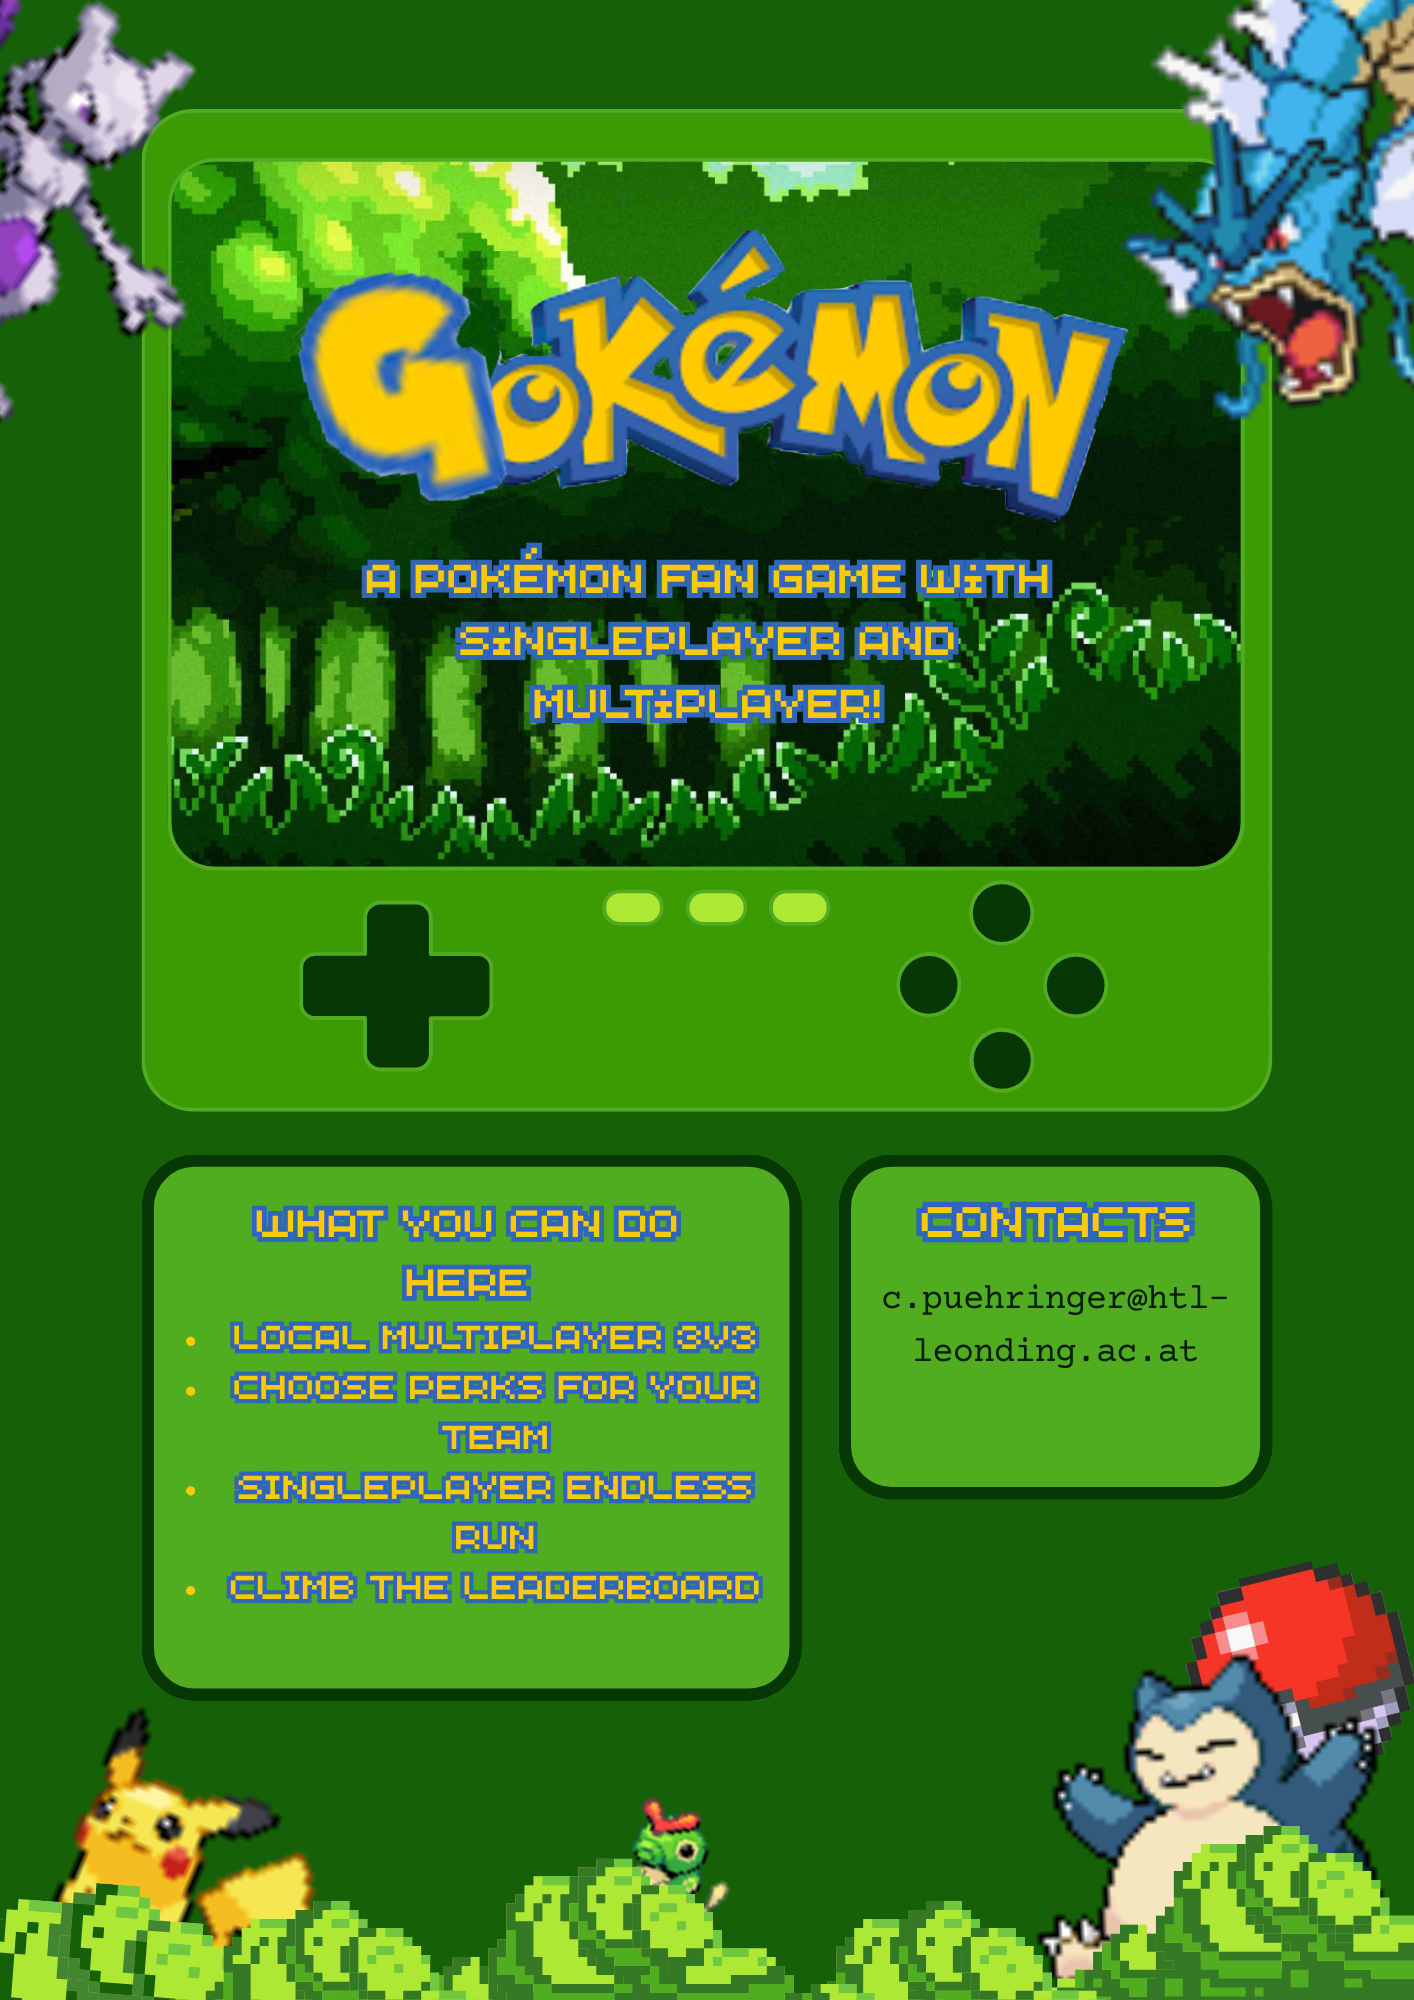 GOKéMON
A POKÉMON FAN GAME WiTH
SiNGLEPLAYER AND
MULTiPLAYER!
WHAT YOU CAN DO
HERE
• LOCAL MULTIPLAYER 3V3
• CHOOSE PERKS FOR YOUR
TEAM
• SINGLEPLAYER ENDLESS
RUN
• CLIMB THE LEADERBOARD
CONTACTS
c.puehringer@htl-
leonding.ac.at